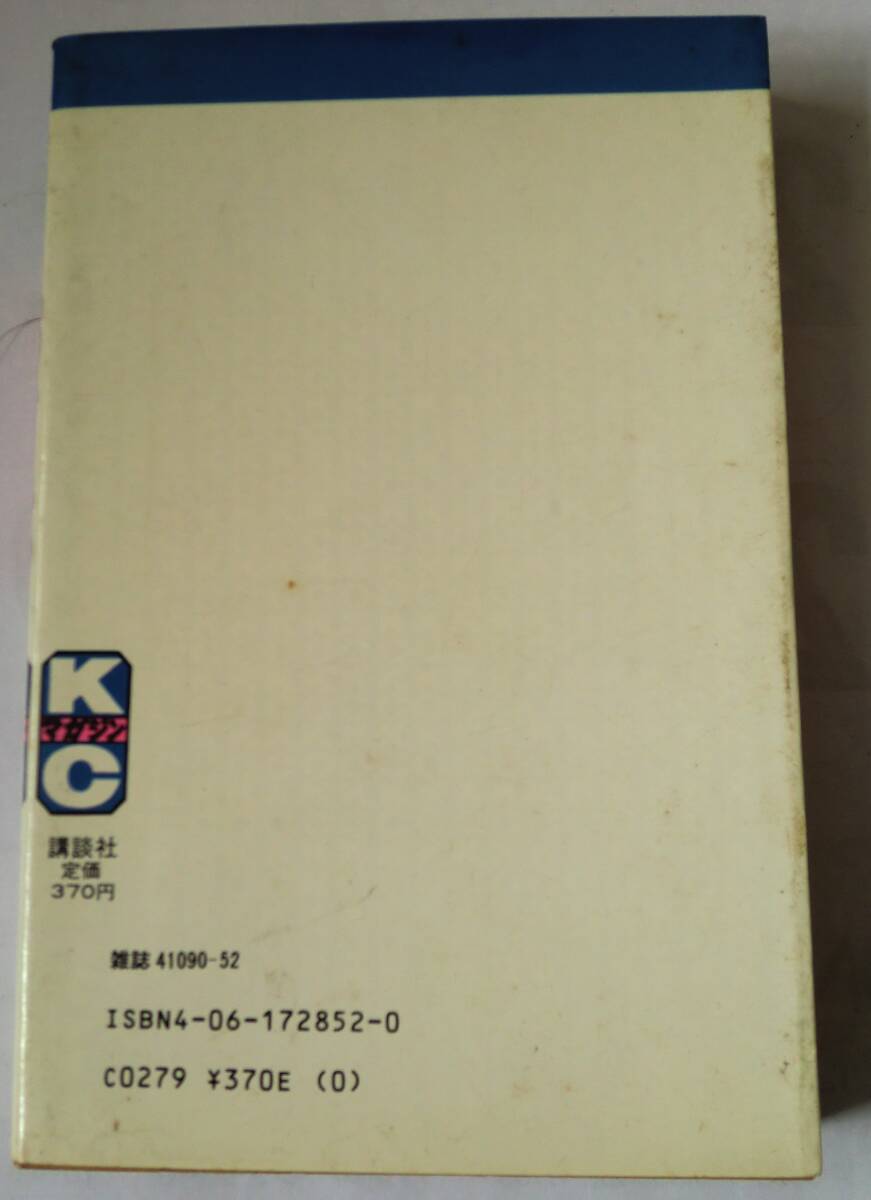 K
マガジン
C
講談社
定価
370円
雑誌 41090-52
ISBN4-06-172852-0
C0279 ¥370E (0)